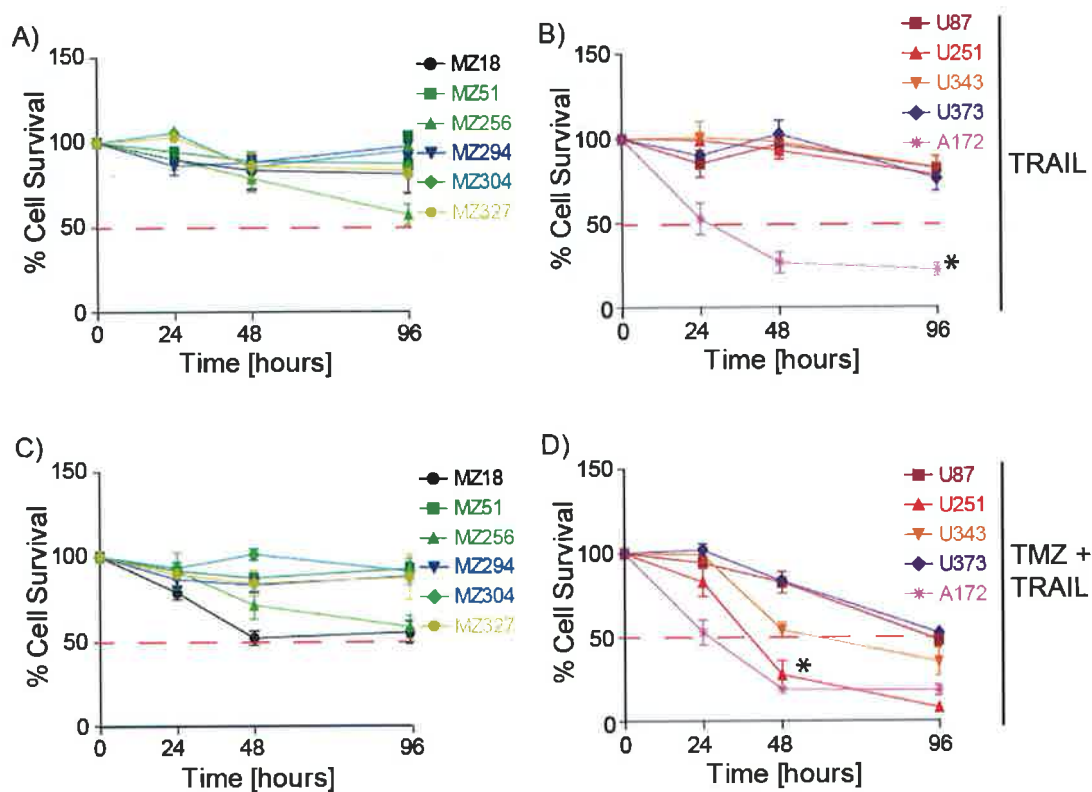 A)
150
100
50
0
% Cell Survival
0 24 48 96
Time [hours]
MZ18
MZ51
MZ256
MZ294
MZ304
MZ327
B)
150
100
50
0
% Cell Survival
0 24 48 96
Time [hours]
U87
U251
U343
U373
A172
*
TRAIL
C)
150
100
50
0
% Cell Survival
0 24 48 96
Time [hours]
MZ18
MZ51
MZ256
MZ294
MZ304
MZ327
D)
150
100
50
0
% Cell Survival
0 24 48 96
Time [hours]
U87
U251
U343
U373
A172
*
TMZ +
TRAIL